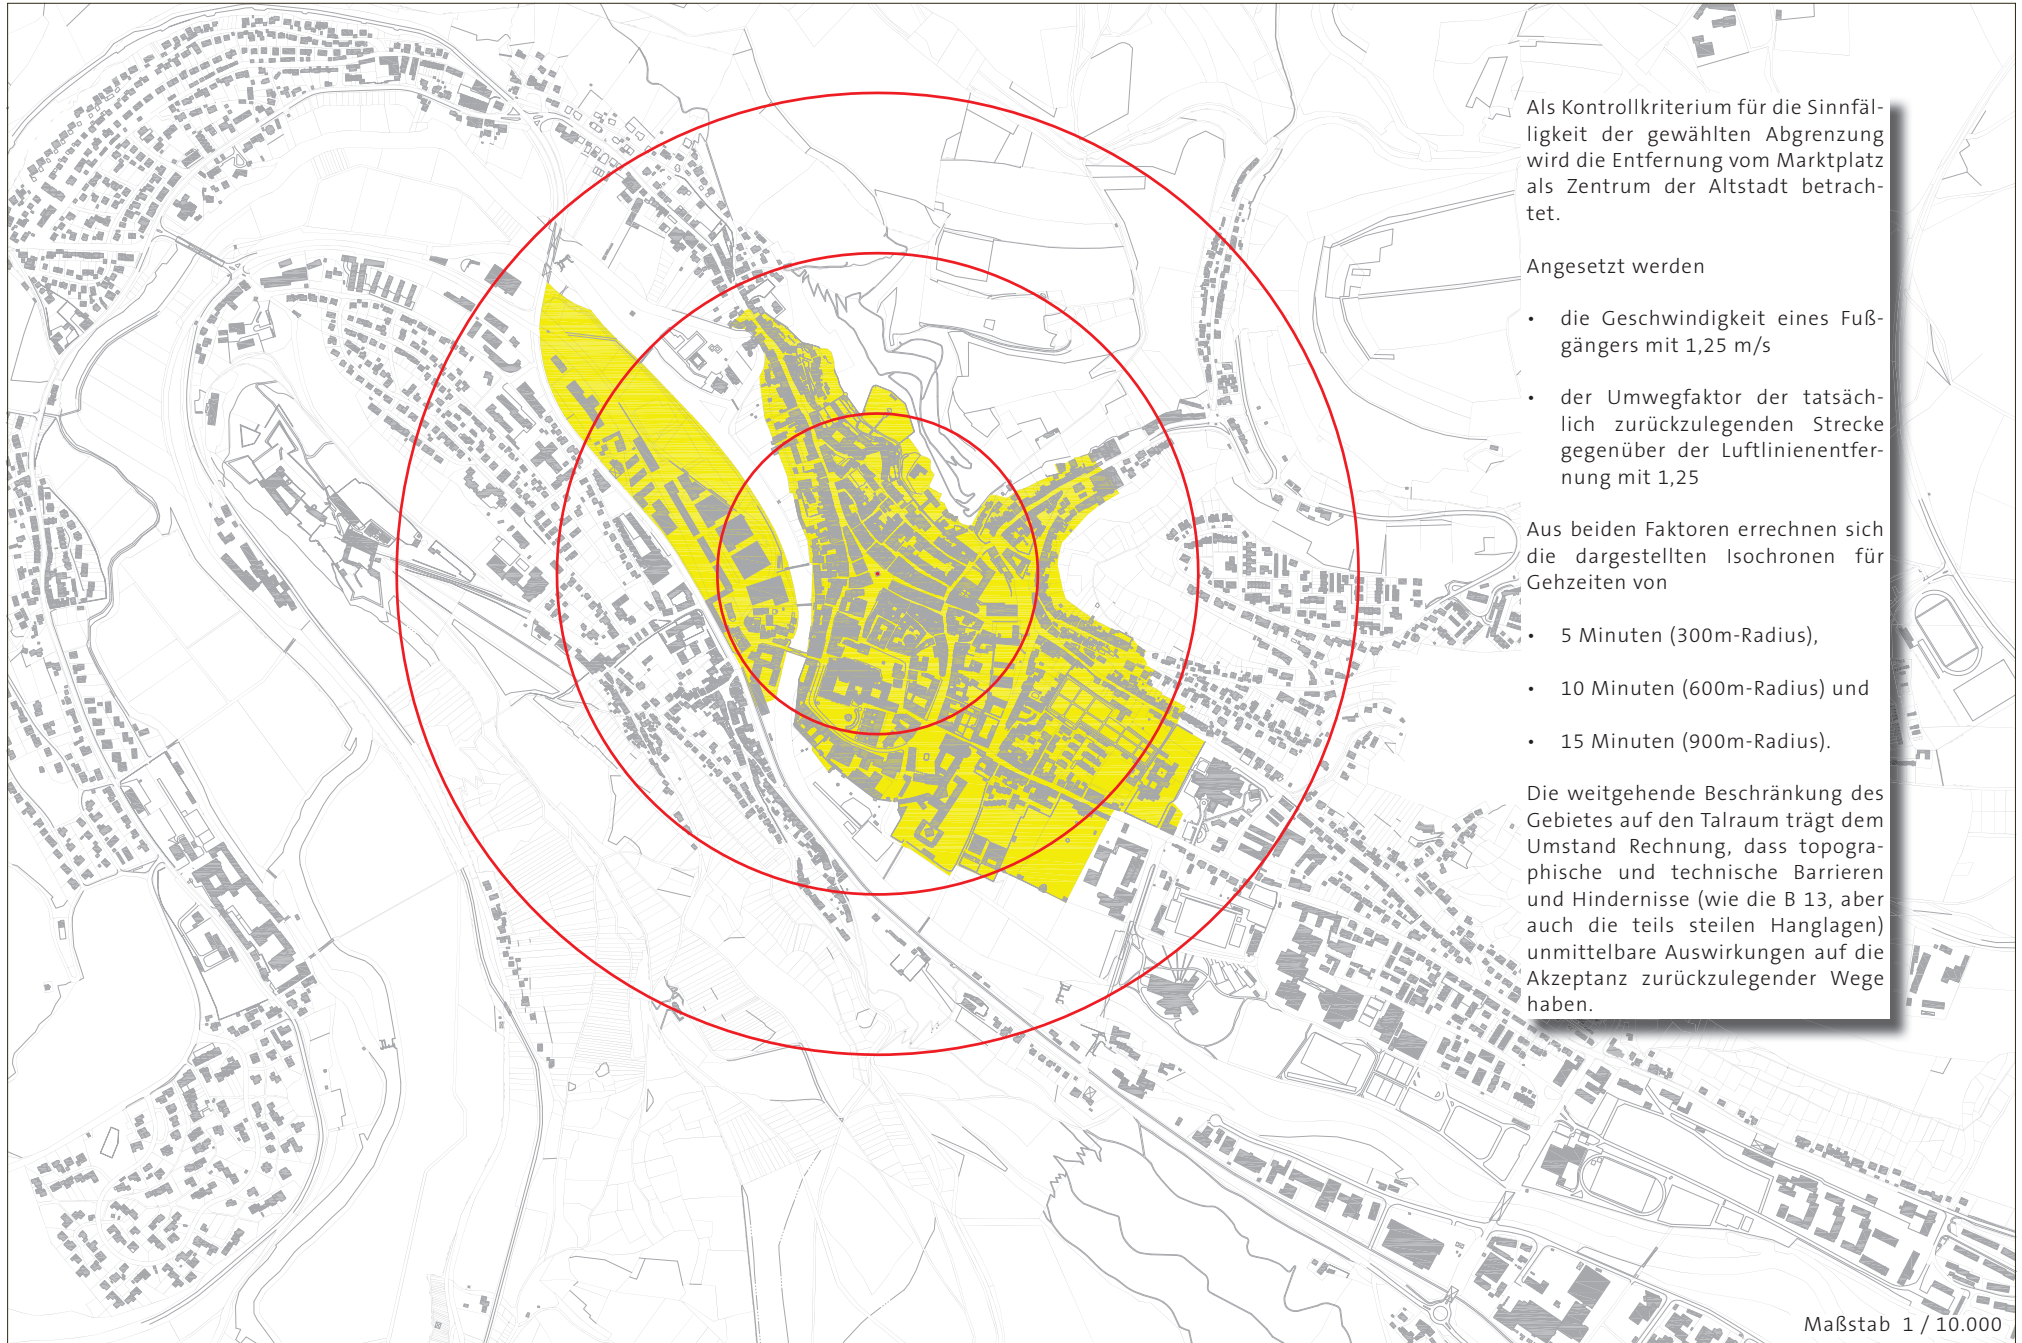 Als Kontrollkriterium für die Sinnfäl-
ligkeit der gewählten Abgrenzung
wird die Entfernung vom Marktplatz
als Zentrum der Altstadt betrach-
tet.
Angesetzt werden
• die Geschwindigkeit eines Fuß-
gängers mit 1,25 m/s
• der Umwegfaktor der tatsäch-
lich zurückzulegenden Strecke
gegenüber der Luftlinienentfer-
nung mit 1,25
Aus beiden Faktoren errechnen sich
die dargestellten Isochronen für
Gehzeiten von
• 5 Minuten (300m-Radius),
• 10 Minuten (600m-Radius) und
• 15 Minuten (900m-Radius).
Die weitgehende Beschränkung des
Gebietes auf den Talraum trägt dem
Umstand Rechnung, dass topogra-
phische und technische Barrieren
und Hindernisse (wie die B 13, aber
auch die teils steilen Hanglagen)
unmittelbare Auswirkungen auf die
Akzeptanz zurückzulegender Wege
haben.
Maßstab 1 / 10.000